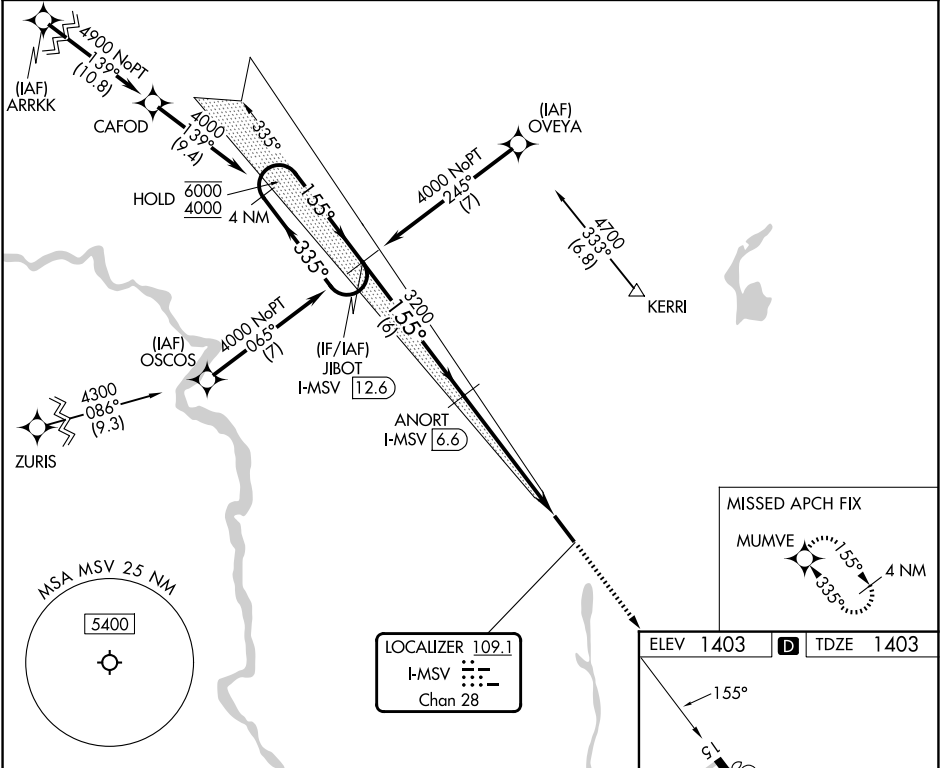 4900 NoPT
139°
(10.8)
(IAF)
ARRKK
CAFOD
4000
139°
(9.4)
335°
(IAF)
OVEYA
4000 NoPT
245°
(7)
HOLD
6000
4000
4 NM
155°
335°
4700
333°
(6.8)
KERRI
3200
155°
(6)
4000 NoPT
065°
(7)
(IAF)
OSCOS
(IF/IAF)
JIBOT
I-MSV 12.6
4300
086°
(9.3)
ZURIS
ANORT
I-MSV 6.6
MISSED APCH FIX
MUMVE
155°
335°
4 NM
MSA MSV 25 NM
5400
LOCALIZER 109.1
I-MSV
Chan 28
ELEV 1403 D TDZE 1403
155°
15